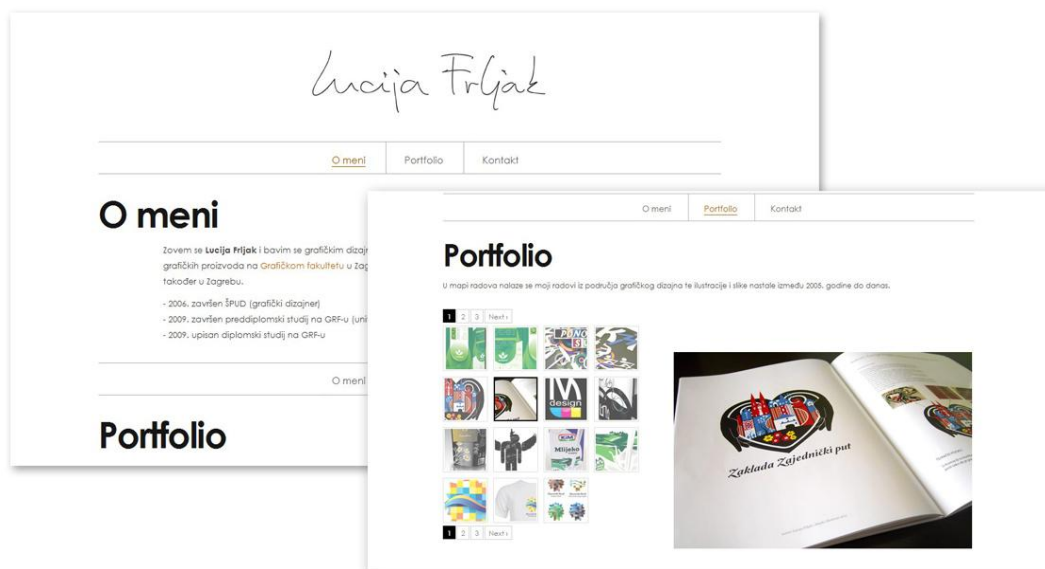 Lucija Frljak
O meni
Portfolio
Kontakt
O meni
Zovem se Lucija Frljak i bavim se grafičkim dizajn
grafičkih proizvoda na Grafičkom fakultetu u Zag
također u Zagrebu.
- 2006. završen ŠPUD (grafički dizajner)
- 2009. završen preddiplomski studij na GRF-u (uni
- 2009. upisan diplomski studij na GRF-u
O meni
Portfolio
O meni
Portfolio
Kontakt
Portfolio
U mapi radova nalaze se moji radovi iz područja grafičkog dizajna te ilustracije i slike nastale između 2005. godine do danas.
1 2 3 Next ›
M
design
Mlijeko
1 2 3 Next ›
Zaklada Zajednički put